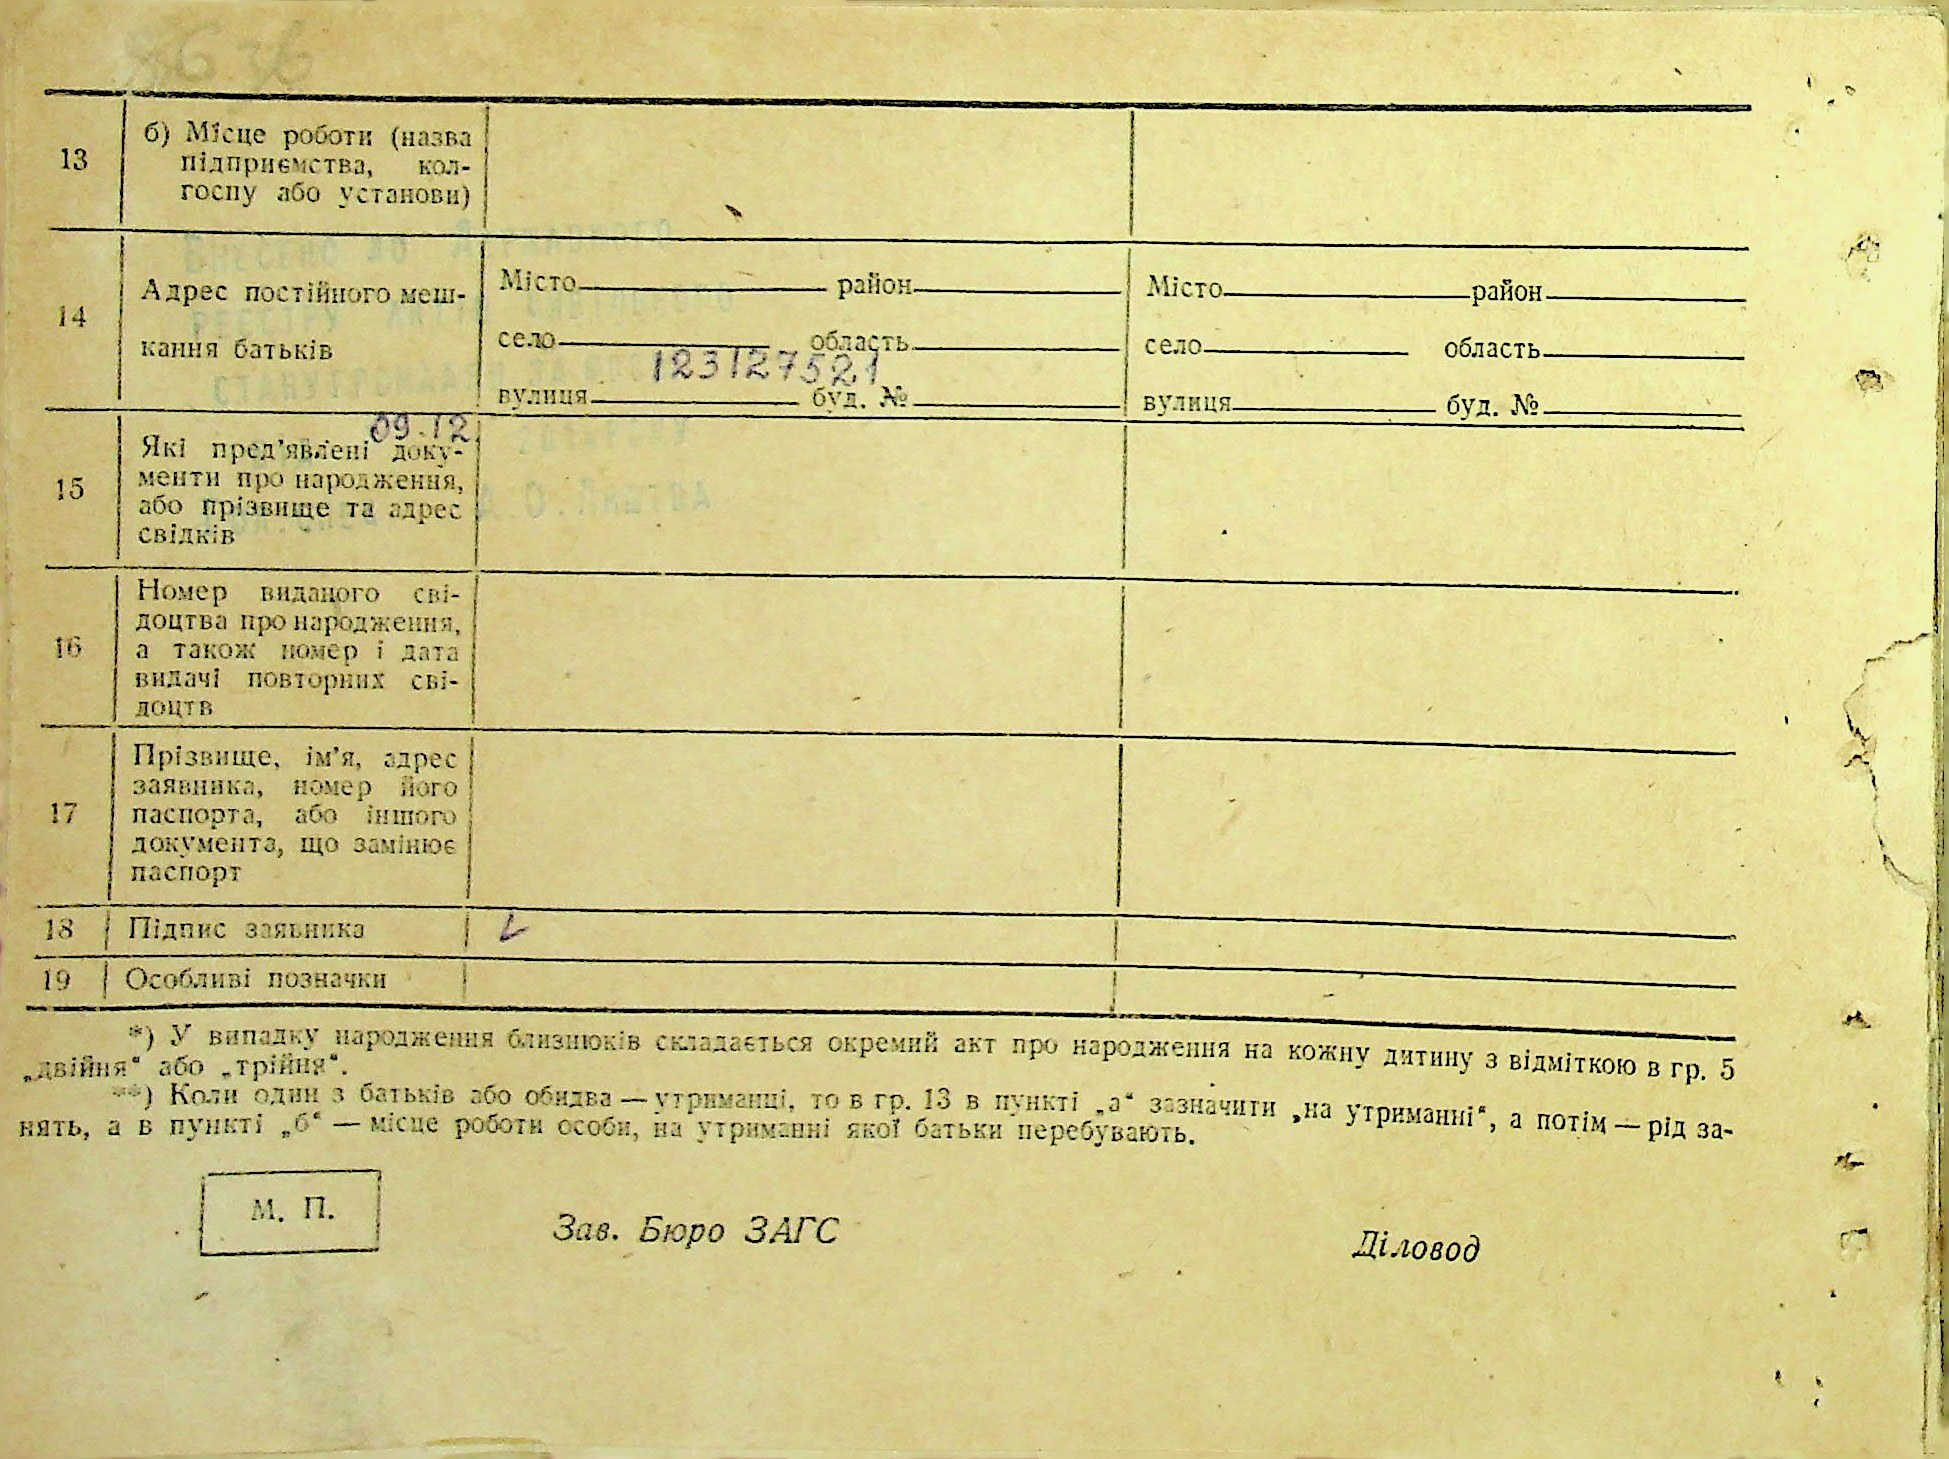 13
б) Місце роботи (назва
підприємства, кол-
госпу або установи)
14
Адрес постійного меш-
кання батьків
Місто район
село область
123127521
вулиця буд. №
Місто район
село область
вулиця буд. №
09.12
15
Які пред'явлені доку-
менти про народження,
або прізвище та адрес
свідків
16
Номер виданого сві-
доцтва про народження,
а також номер і дата
видачі повторних сві-
доцтв
17
Прізвище, ім'я, адрес
заявника, номер його
паспорта, або іншого
документа, що замінює
паспорт
18 Підпис заявника
19 Особливі позначки
*) У випадку народження близнюків складається окремий акт про народження на кожну дитину з відміткою в гр. 5
„двійня“ або „трійня“.
**) Коли один з батьків або обидва — утриманці, то в гр. 13 в пункті „а“ зазначити „на утриманні“, а потім — рід за-
нять, а в пункті „б“ — місце роботи особи, на утриманні якої батьки перебувають.
М. П.
Зав. Бюро ЗАГС
Діловод